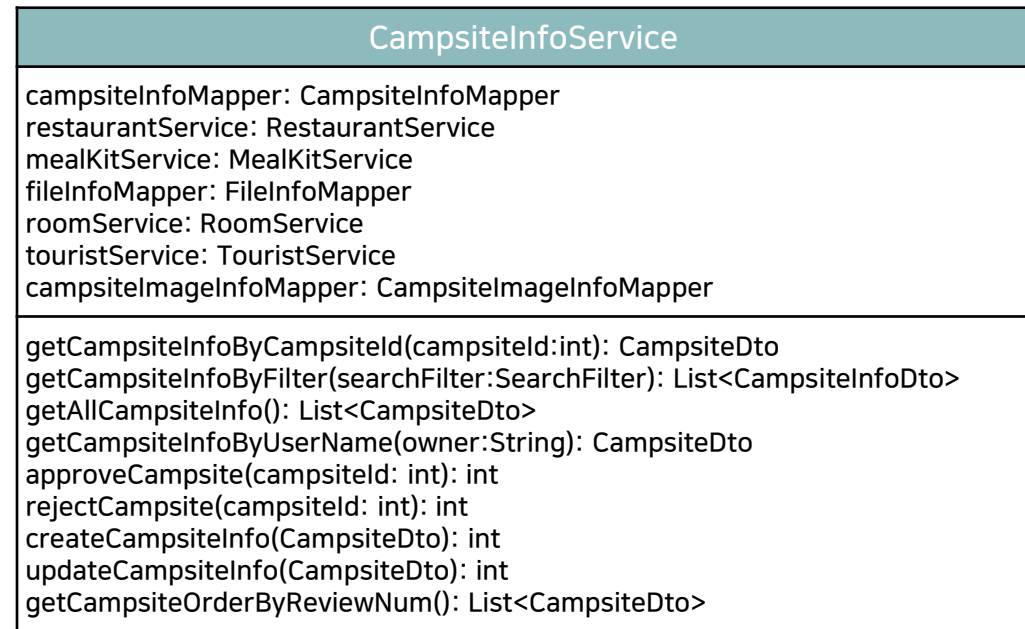 CampsiteInfoService
campsiteInfoMapper: CampsiteInfoMapper
restaurantService: RestaurantService
mealKitService: MealKitService
fileInfoMapper: FileInfoMapper
roomService: RoomService
touristService: TouristService
campsiteImageInfoMapper: CampsiteImageInfoMapper
getCampsiteInfoByCampsiteId(campsiteId:int): CampsiteDto
getCampsiteInfoByFilter(searchFilter:SearchFilter): List<CampsiteInfoDto>
getAllCampsiteInfo(): List<CampsiteDto>
getCampsiteInfoByUserName(owner:String): CampsiteDto
approveCampsite(campsiteId: int): int
rejectCampsite(campsiteId: int): int
createCampsiteInfo(CampsiteDto): int
updateCampsiteInfo(CampsiteDto): int
getCampsiteOrderByReviewNum(): List<CampsiteDto>